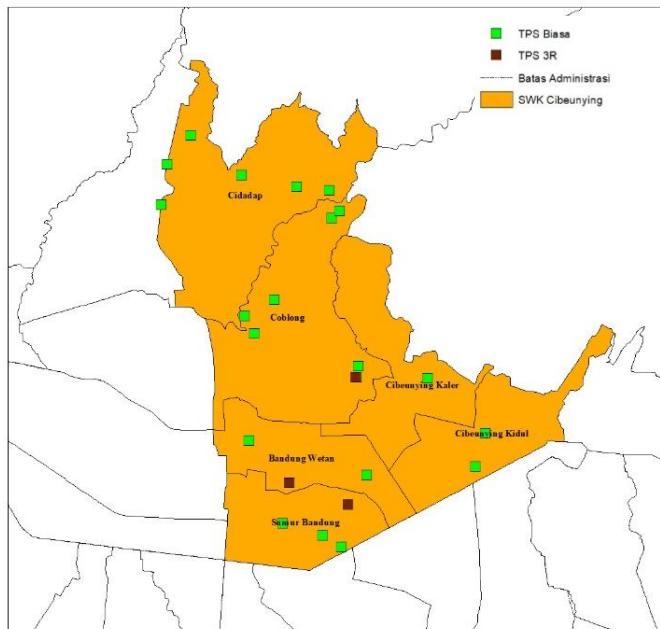 TPS Biasa
TPS 3R
Batas Administrasi
SWK Cibeunying
Cidadap
Coblong
Cibeunying Kaler
Cibeunying Kidul
Bandung Wetan
Sumur Bandung